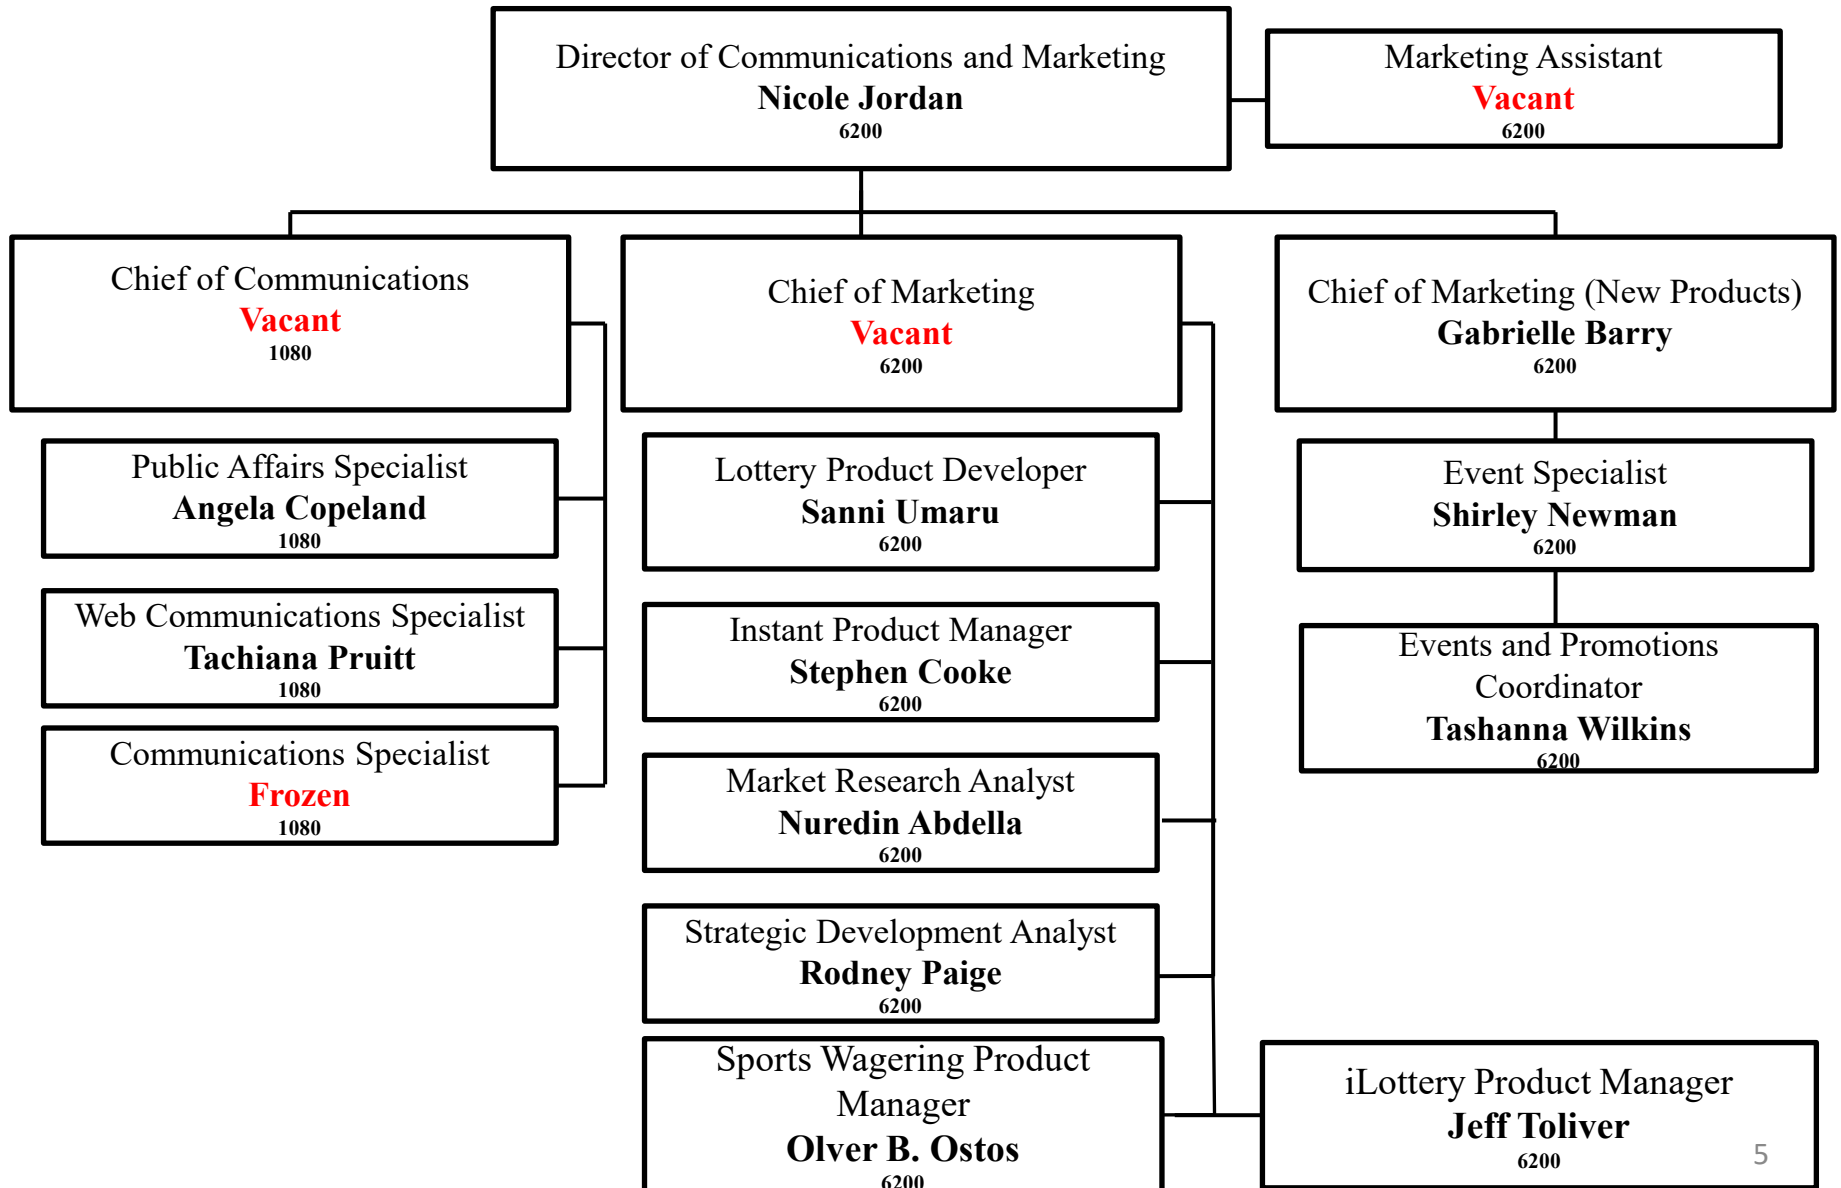 Director of Communications and Marketing
Nicole Jordan
6200
Marketing Assistant
Vacant
6200
Chief of Communications
Vacant
1080
Chief of Marketing
Vacant
6200
Chief of Marketing (New Products)
Gabrielle Barry
6200
Public Affairs Specialist
Angela Copeland
1080
Web Communications Specialist
Tachiana Pruitt
1080
Communications Specialist
Frozen
1080
Lottery Product Developer
Sanni Umaru
6200
Instant Product Manager
Stephen Cooke
6200
Market Research Analyst
Nuredin Abdella
6200
Strategic Development Analyst
Rodney Paige
6200
Sports Wagering Product
Manager
Olver B. Ostos
6200
Event Specialist
Shirley Newman
6200
Events and Promotions
Coordinator
Tashanna Wilkins
6200
iLottery Product Manager
Jeff Toliver
6200
5